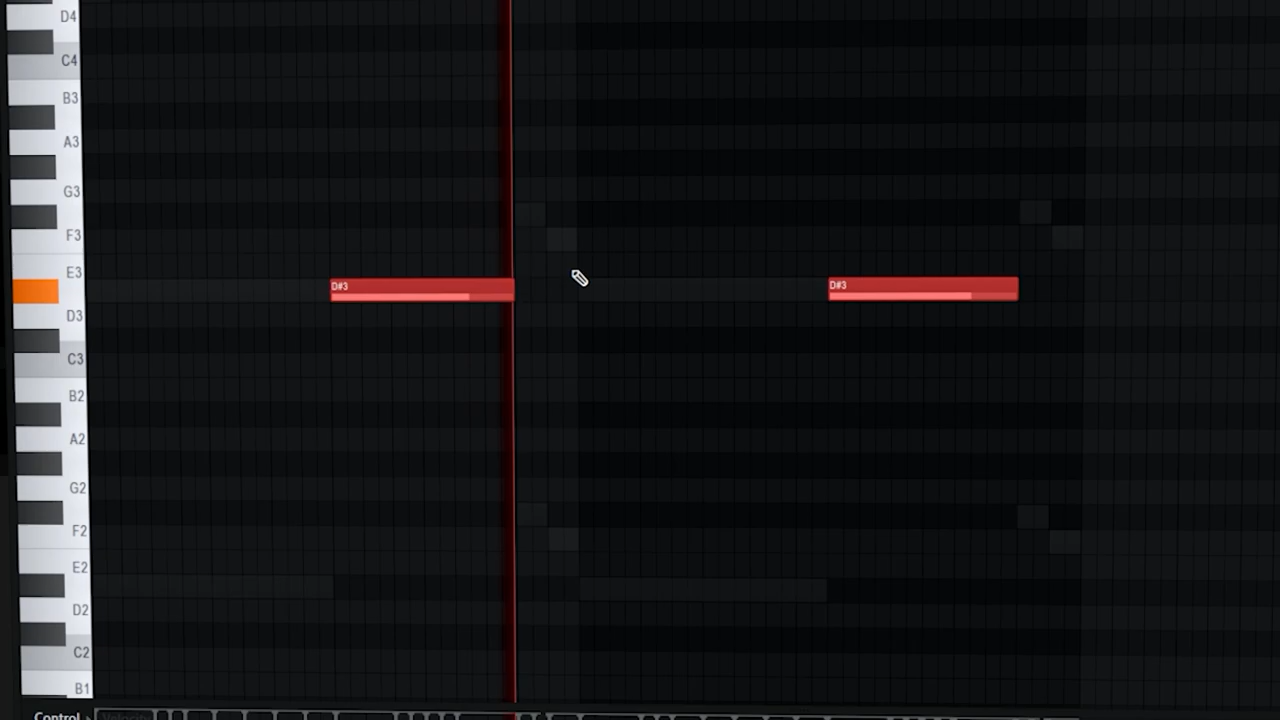 D4
C4
B3
A3
G3
F3
E3
D#3 D#3
D3
C3
B2
A2
G2
F2
E2
D2
C2
B1
Control Velocity